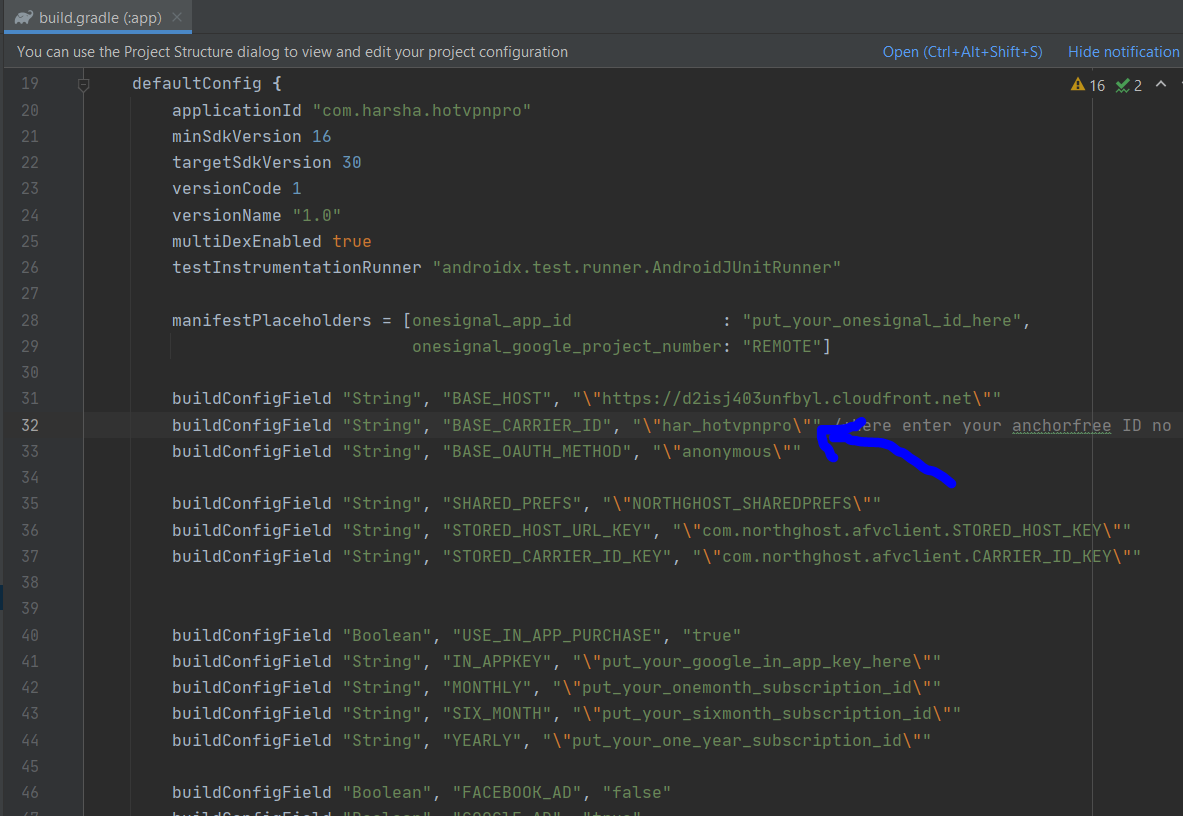 build.gradle (:app)
You can use the Project Structure dialog to view and edit your project configuration Open (Ctrl+Alt+Shift+S) Hide notification
19 defaultConfig { 16 2
20 applicationId "com.harsha.hotvpnpro"
21 minSdkVersion 16
22 targetSdkVersion 30
23 versionCode 1
24 versionName "1.0"
25 multiDexEnabled true
26 testInstrumentationRunner "androidx.test.runner.AndroidJUnitRunner"
27
28 manifestPlaceholders = [onesignal_app_id : "put_your_onesignal_id_here",
29 onesignal_google_project_number: "REMOTE"]
30
31 buildConfigField "String", "BASE_HOST", "\"https://d2isj403unfbyl.cloudfront.net\""
32 buildConfigField "String", "BASE_CARRIER_ID", "\"har_hotvpnpro\"" enter your anchorfree ID no
33 buildConfigField "String", "BASE_OAUTH_METHOD", "\"anonymous\""
34
35 buildConfigField "String", "SHARED_PREFS", "\"NORTHGHOST_SHAREDPREFS\""
36 buildConfigField "String", "STORED_HOST_URL_KEY", "\"com.northghost.afvclient.STORED_HOST_KEY\""
37 buildConfigField "String", "STORED_CARRIER_ID_KEY", "\"com.northghost.afvclient.CARRIER_ID_KEY\""
38
39
40 buildConfigField "Boolean", "USE_IN_APP_PURCHASE", "true"
41 buildConfigField "String", "IN_APPKEY", "\"put_your_google_in_app_key_here\""
42 buildConfigField "String", "MONTHLY", "\"put_your_onemonth_subscription_id\""
43 buildConfigField "String", "SIX_MONTH", "\"put_your_sixmonth_subscription_id\""
44 buildConfigField "String", "YEARLY", "\"put_your_one_year_subscription_id\""
45
46 buildConfigField "Boolean", "FACEBOOK_AD", "false"